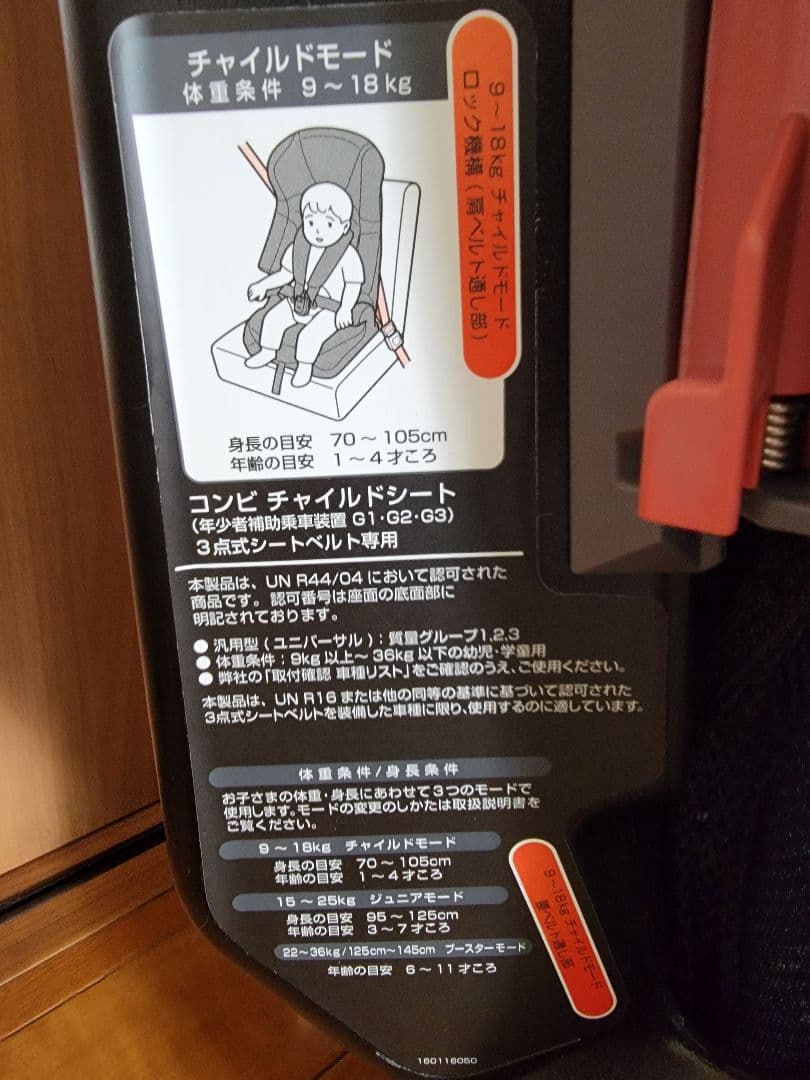 チャイルドモード
体重条件 9～18kg
9～18kg チャイルドモード
ロック機構（肩ベルト通し部）
身長の目安 70～105cm
年齢の目安 1～4才ころ
コンビ チャイルドシート
（年少者補助乗車装置 G1・G2・G3）
3点式シートベルト専用
本製品は、UN R44/04 において認可された
商品です。認可番号は座面の底面部に
明記されております。
● 汎用型（ユニバーサル）：質量グループ1,2,3
● 体重条件：9kg以上～36kg以下の幼児・学童用
● 弊社の「取付確認 車種リスト」をご確認のうえ、ご使用ください。
本製品は、UN R16または他の同等の基準に基づいて認可された
3点式シートベルトを装備した車種に限り、使用するのに適しています。
体重条件/身長条件
お子さまの体重・身長にあわせて3つのモードで
使用します。モードの変更のしかたは取扱説明書を
ご覧ください。
9～18kg チャイルドモード
身長の目安 70～105cm
年齢の目安 1～4才ころ
15～25kg ジュニアモード
身長の目安 95～125cm
年齢の目安 3～7才ころ
22～36kg/125cm～145cm ブースターモード
年齢の目安 6～11才ころ
9～18kg チャイルドモード
腰ベルト通し部
160116050